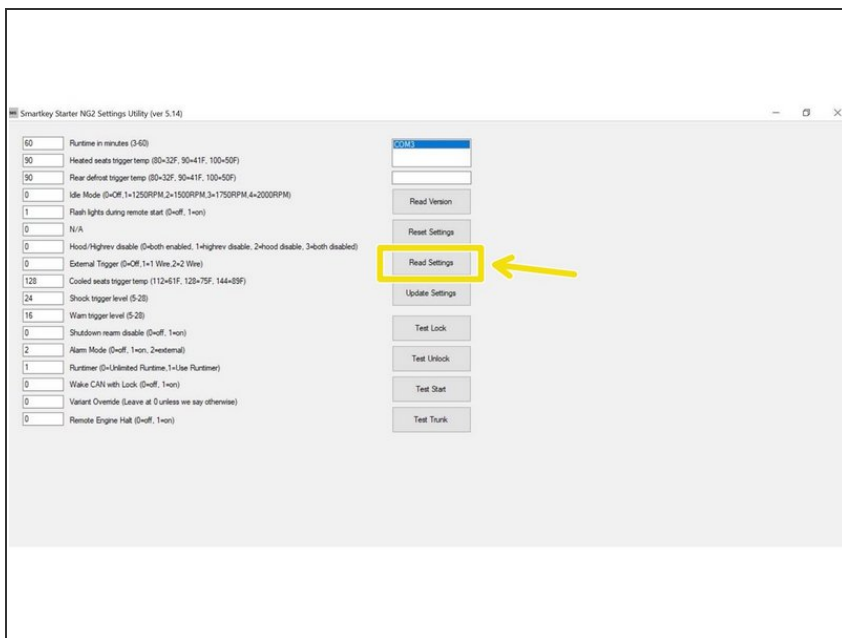 Smartkey Starter NG2 Settings Utility (ver 5.14)
60 Runtime in minutes (3-60)
90 Heated seats trigger temp (80=32F, 90=41F, 100=50F)
90 Rear defrost trigger temp (80=32F, 90=41F, 100=50F)
0 Idle Mode (0=Off,1=1250RPM,2=1500RPM,3=1750RPM,4=2000RPM)
1 Flash lights during remote start (0=off, 1=on)
0 N/A
0 Hood/Highrev disable (0=both enabled, 1=highrev disable, 2=hood disable, 3=both disabled)
0 External Trigger (0=Off,1=1 Wire,2=2 Wire)
128 Cooled seats trigger temp (112=61F, 128=75F, 144=89F)
24 Shock trigger level (5-28)
16 Warn trigger level (5-28)
0 Shutdown rearm disable (0=off, 1=on)
2 Alarm Mode (0=off, 1=on, 2=external)
1 Runtimer (0=Unlimited Runtime,1=Use Runtimer)
0 Wake CAN with Lock (0=off, 1=on)
0 Variant Override (Leave at 0 unless we say otherwise)
0 Remote Engine Halt (0=off, 1=on)
COM3
Read Version
Reset Settings
Read Settings
Update Settings
Test Lock
Test Unlock
Test Start
Test Trunk